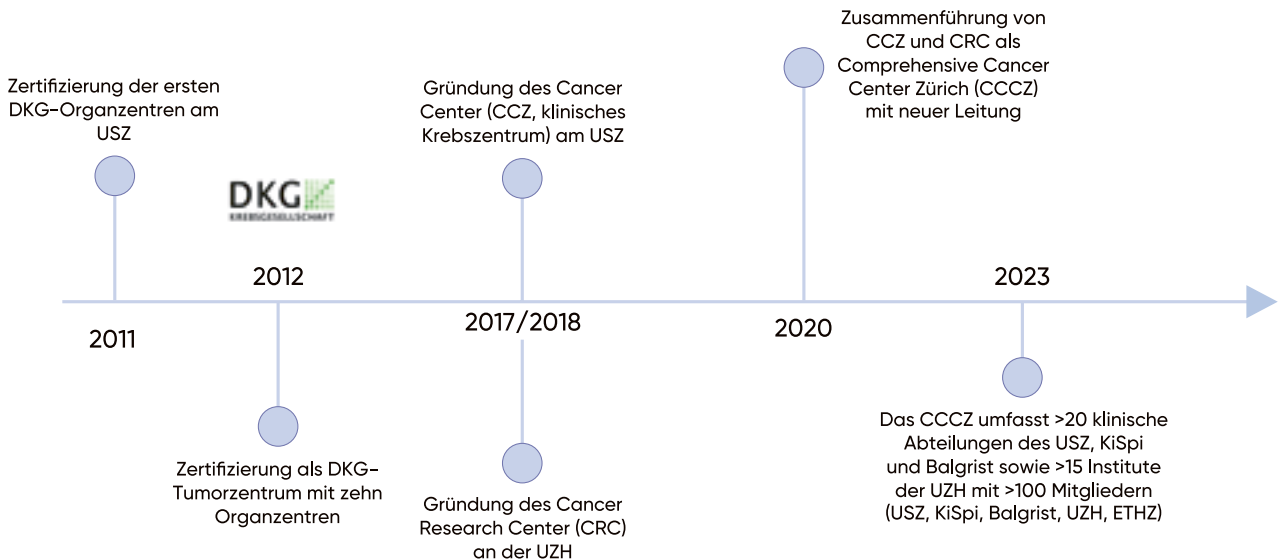 Zertifizierung der ersten
DKG-Organzentren am
USZ
2011
DKG
KREBSGESELLSCHAFT
2012
Zertifizierung als DKG-
Tumorzentrum mit zehn
Organzentren
Gründung des Cancer
Center (CCZ, klinisches
Krebszentrum) am USZ
2017/2018
Gründung des Cancer
Research Center (CRC)
an der UZH
Zusammenführung von
CCZ und CRC als
Comprehensive Cancer
Center Zürich (CCCZ)
mit neuer Leitung
2020
2023
Das CCCZ umfasst >20 klinische
Abteilungen des USZ, KiSpi
und Balgrist sowie >15 Institute
der UZH mit >100 Mitgliedern
(USZ, KiSpi, Balgrist, UZH, ETHZ)